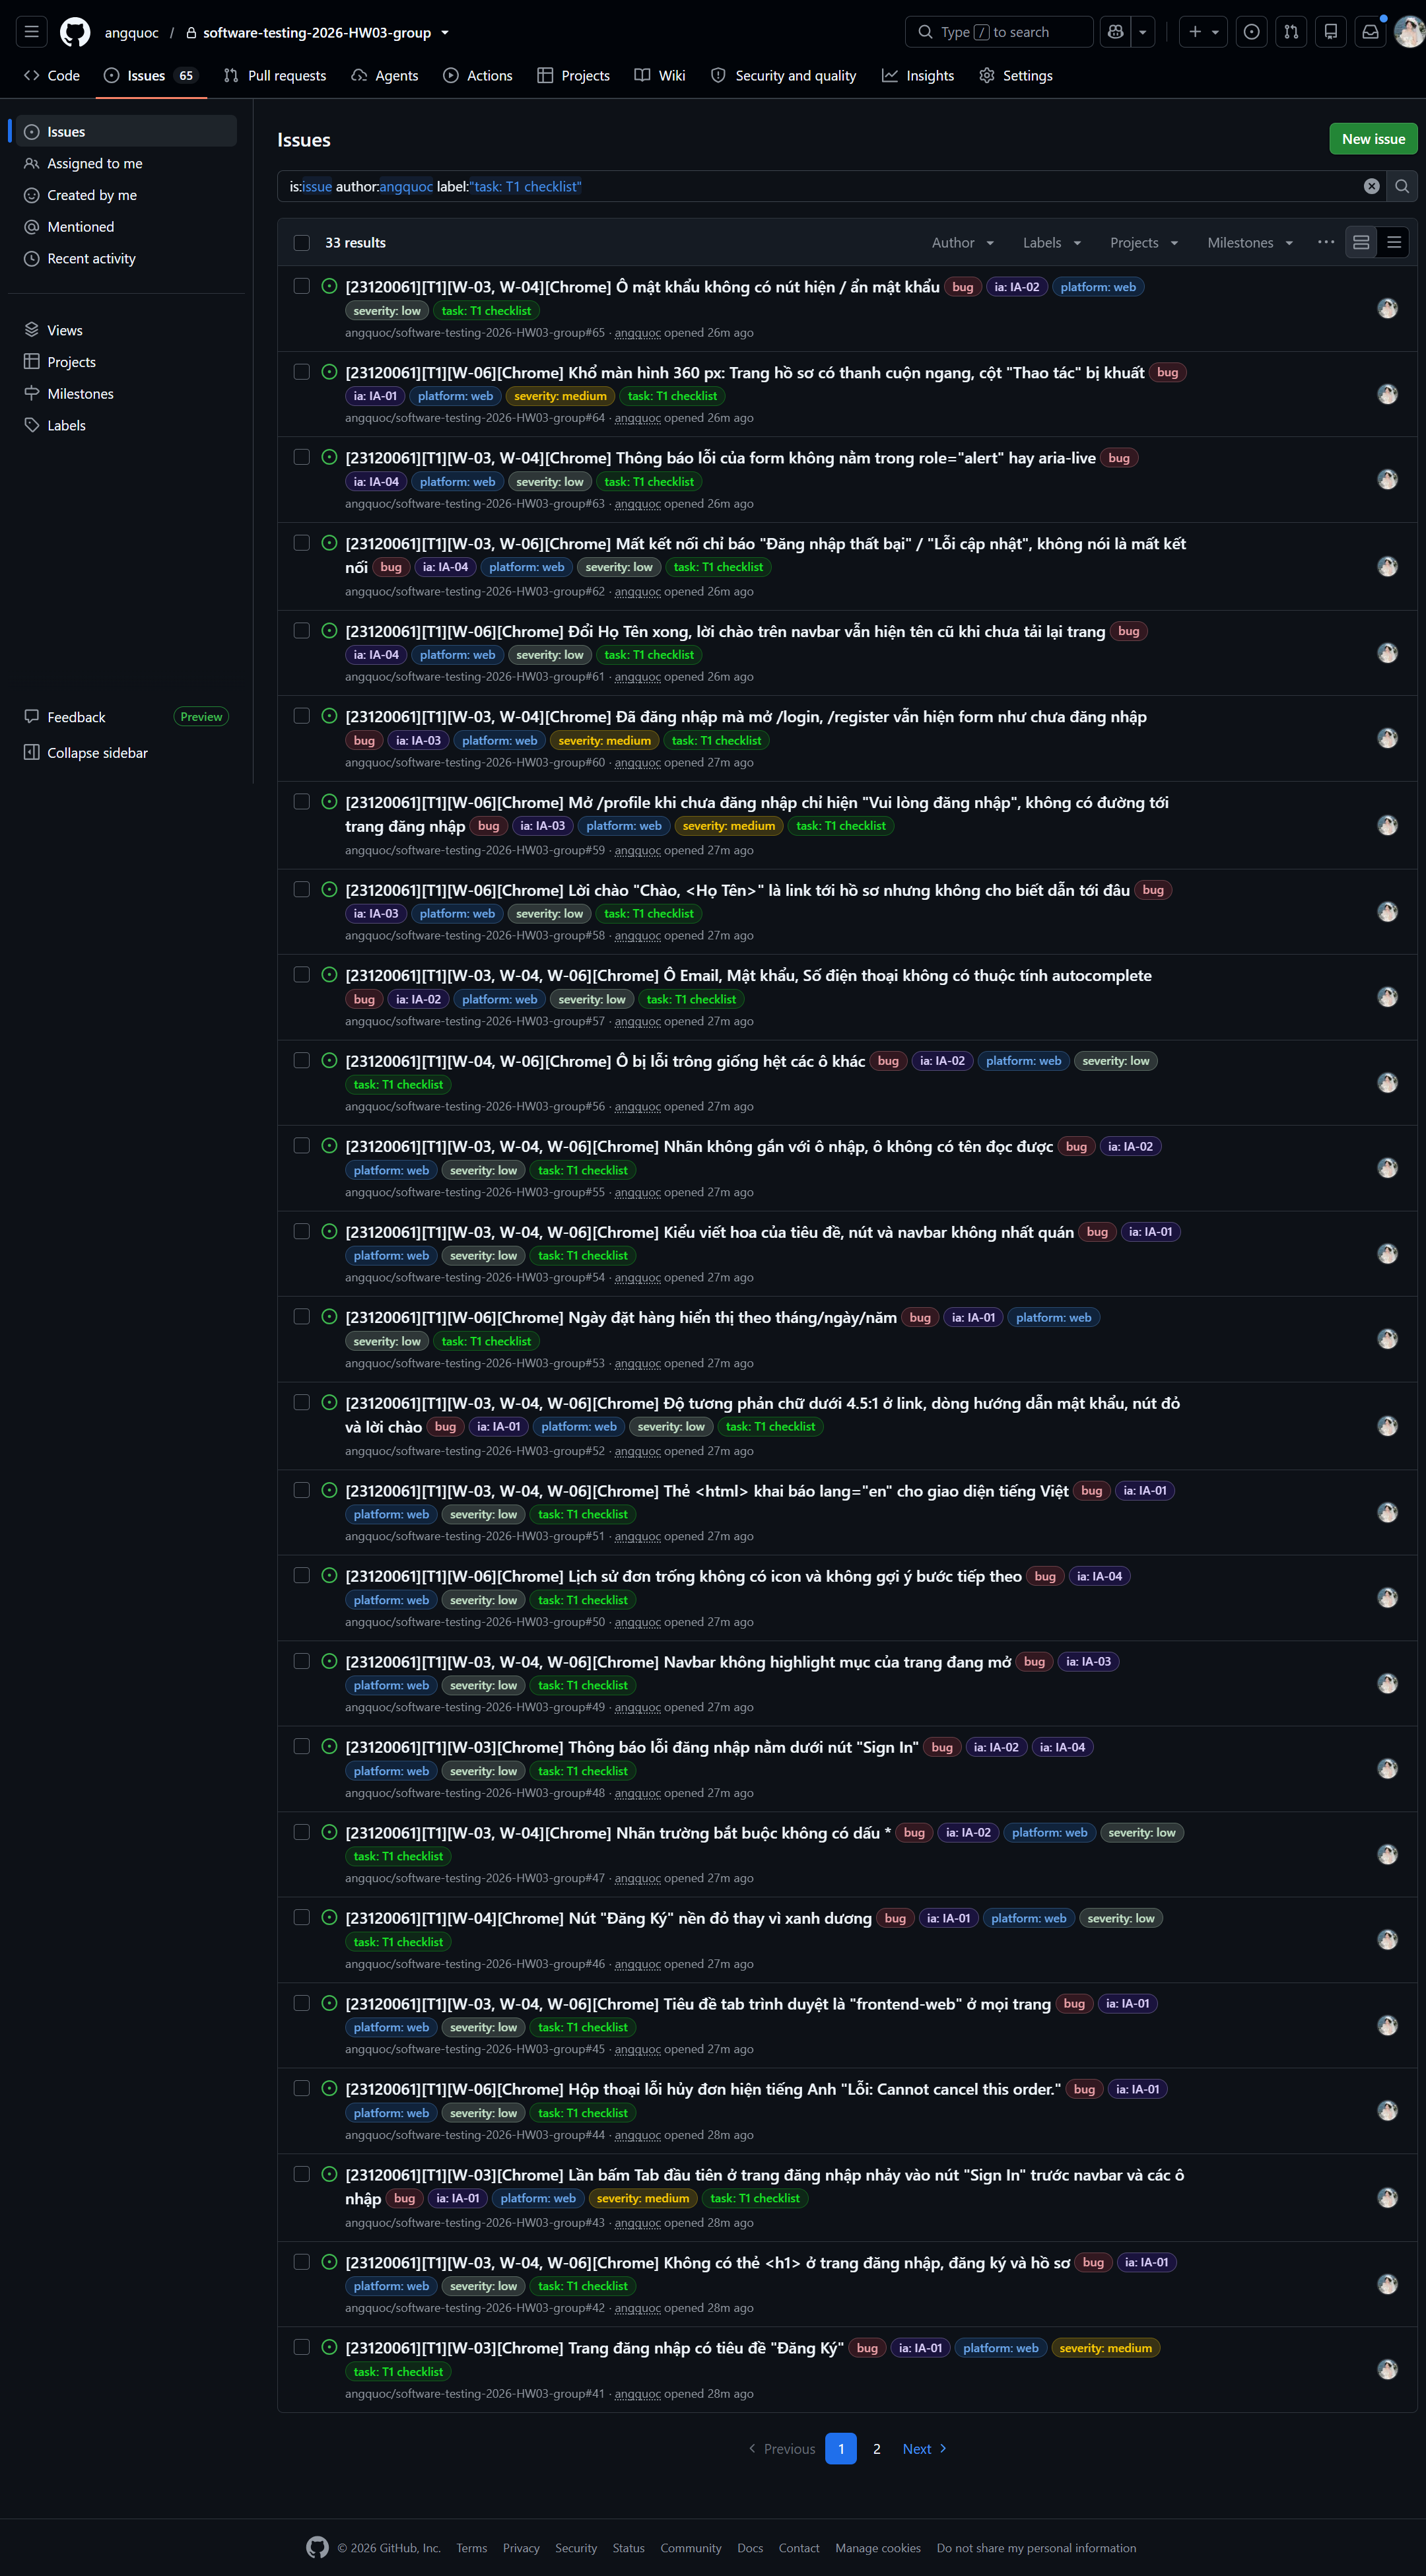 angquoc / software-testing-2026-HW03-group
Type / to search
Code
Issues 65
Pull requests
Agents
Actions
Projects
Wiki
Security and quality
Insights
Settings
Issues
Assigned to me
Created by me
Mentioned
Recent activity
Views
Projects
Milestones
Labels
Feedback Preview
Collapse sidebar
Issues
New issue
is:issue author:angquoc label:"task: T1 checklist"
33 results Author Labels Projects Milestones
[23120061][T1][W-03, W-04][Chrome] Ô mật khẩu không có nút hiện / ẩn mật khẩu bug ia: IA-02 platform: web
severity: low task: T1 checklist
angquoc/software-testing-2026-HW03-group#65 · angquoc opened 26m ago
[23120061][T1][W-06][Chrome] Khổ màn hình 360 px: Trang hồ sơ có thanh cuộn ngang, cột "Thao tác" bị khuất bug
ia: IA-01 platform: web severity: medium task: T1 checklist
angquoc/software-testing-2026-HW03-group#64 · angquoc opened 26m ago
[23120061][T1][W-03, W-04][Chrome] Thông báo lỗi của form không nằm trong role="alert" hay aria-live bug
ia: IA-04 platform: web severity: low task: T1 checklist
angquoc/software-testing-2026-HW03-group#63 · angquoc opened 26m ago
[23120061][T1][W-03, W-06][Chrome] Mất kết nối chỉ báo "Đăng nhập thất bại" / "Lỗi cập nhật", không nói là mất kết
nối bug ia: IA-04 platform: web severity: low task: T1 checklist
angquoc/software-testing-2026-HW03-group#62 · angquoc opened 26m ago
[23120061][T1][W-06][Chrome] Đổi Họ Tên xong, lời chào trên navbar vẫn hiện tên cũ khi chưa tải lại trang bug
ia: IA-04 platform: web severity: low task: T1 checklist
angquoc/software-testing-2026-HW03-group#61 · angquoc opened 26m ago
[23120061][T1][W-03, W-04][Chrome] Đã đăng nhập mà mở /login, /register vẫn hiện form như chưa đăng nhập
bug ia: IA-03 platform: web severity: medium task: T1 checklist
angquoc/software-testing-2026-HW03-group#60 · angquoc opened 27m ago
[23120061][T1][W-06][Chrome] Mở /profile khi chưa đăng nhập chỉ hiện "Vui lòng đăng nhập", không có đường tới
trang đăng nhập bug ia: IA-03 platform: web severity: medium task: T1 checklist
angquoc/software-testing-2026-HW03-group#59 · angquoc opened 27m ago
[23120061][T1][W-06][Chrome] Lời chào "Chào, <Họ Tên>" là link tới hồ sơ nhưng không cho biết dẫn tới đâu bug
ia: IA-03 platform: web severity: low task: T1 checklist
angquoc/software-testing-2026-HW03-group#58 · angquoc opened 27m ago
[23120061][T1][W-03, W-04, W-06][Chrome] Ô Email, Mật khẩu, Số điện thoại không có thuộc tính autocomplete
bug ia: IA-02 platform: web severity: low task: T1 checklist
angquoc/software-testing-2026-HW03-group#57 · angquoc opened 27m ago
[23120061][T1][W-04, W-06][Chrome] Ô bị lỗi trông giống hệt các ô khác bug ia: IA-02 platform: web severity: low
task: T1 checklist
angquoc/software-testing-2026-HW03-group#56 · angquoc opened 27m ago
[23120061][T1][W-03, W-04, W-06][Chrome] Nhãn không gắn với ô nhập, ô không có tên đọc được bug ia: IA-02
platform: web severity: low task: T1 checklist
angquoc/software-testing-2026-HW03-group#55 · angquoc opened 27m ago
[23120061][T1][W-03, W-04, W-06][Chrome] Kiểu viết hoa của tiêu đề, nút và navbar không nhất quán bug ia: IA-01
platform: web severity: low task: T1 checklist
angquoc/software-testing-2026-HW03-group#54 · angquoc opened 27m ago
[23120061][T1][W-06][Chrome] Ngày đặt hàng hiển thị theo tháng/ngày/năm bug ia: IA-01 platform: web
severity: low task: T1 checklist
angquoc/software-testing-2026-HW03-group#53 · angquoc opened 27m ago
[23120061][T1][W-03, W-04, W-06][Chrome] Độ tương phản chữ dưới 4.5:1 ở link, dòng hướng dẫn mật khẩu, nút đỏ
và lời chào bug ia: IA-01 platform: web severity: low task: T1 checklist
angquoc/software-testing-2026-HW03-group#52 · angquoc opened 27m ago
[23120061][T1][W-03, W-04, W-06][Chrome] Thẻ <html> khai báo lang="en" cho giao diện tiếng Việt bug ia: IA-01
platform: web severity: low task: T1 checklist
angquoc/software-testing-2026-HW03-group#51 · angquoc opened 27m ago
[23120061][T1][W-06][Chrome] Lịch sử đơn trống không có icon và không gợi ý bước tiếp theo bug ia: IA-04
platform: web severity: low task: T1 checklist
angquoc/software-testing-2026-HW03-group#50 · angquoc opened 27m ago
[23120061][T1][W-03, W-04, W-06][Chrome] Navbar không highlight mục của trang đang mở bug ia: IA-03
platform: web severity: low task: T1 checklist
angquoc/software-testing-2026-HW03-group#49 · angquoc opened 27m ago
[23120061][T1][W-03][Chrome] Thông báo lỗi đăng nhập nằm dưới nút "Sign In" bug ia: IA-02 ia: IA-04
platform: web severity: low task: T1 checklist
angquoc/software-testing-2026-HW03-group#48 · angquoc opened 27m ago
[23120061][T1][W-03, W-04][Chrome] Nhãn trường bắt buộc không có dấu * bug ia: IA-02 platform: web severity: low
task: T1 checklist
angquoc/software-testing-2026-HW03-group#47 · angquoc opened 27m ago
[23120061][T1][W-04][Chrome] Nút "Đăng Ký" nền đỏ thay vì xanh dương bug ia: IA-01 platform: web severity: low
task: T1 checklist
angquoc/software-testing-2026-HW03-group#46 · angquoc opened 27m ago
[23120061][T1][W-03, W-04, W-06][Chrome] Tiêu đề tab trình duyệt là "frontend-web" ở mọi trang bug ia: IA-01
platform: web severity: low task: T1 checklist
angquoc/software-testing-2026-HW03-group#45 · angquoc opened 27m ago
[23120061][T1][W-06][Chrome] Hộp thoại lỗi hủy đơn hiện tiếng Anh "Lỗi: Cannot cancel this order." bug ia: IA-01
platform: web severity: low task: T1 checklist
angquoc/software-testing-2026-HW03-group#44 · angquoc opened 28m ago
[23120061][T1][W-03][Chrome] Lần bấm Tab đầu tiên ở trang đăng nhập nhảy vào nút "Sign In" trước navbar và các ô
nhập bug ia: IA-01 platform: web severity: medium task: T1 checklist
angquoc/software-testing-2026-HW03-group#43 · angquoc opened 28m ago
[23120061][T1][W-03, W-04, W-06][Chrome] Không có thẻ <h1> ở trang đăng nhập, đăng ký và hồ sơ bug ia: IA-01
platform: web severity: low task: T1 checklist
angquoc/software-testing-2026-HW03-group#42 · angquoc opened 28m ago
[23120061][T1][W-03][Chrome] Trang đăng nhập có tiêu đề "Đăng Ký" bug ia: IA-01 platform: web severity: medium
task: T1 checklist
angquoc/software-testing-2026-HW03-group#41 · angquoc opened 28m ago
Previous 1 2 Next
© 2026 GitHub, Inc. Terms Privacy Security Status Community Docs Contact Manage cookies Do not share my personal information